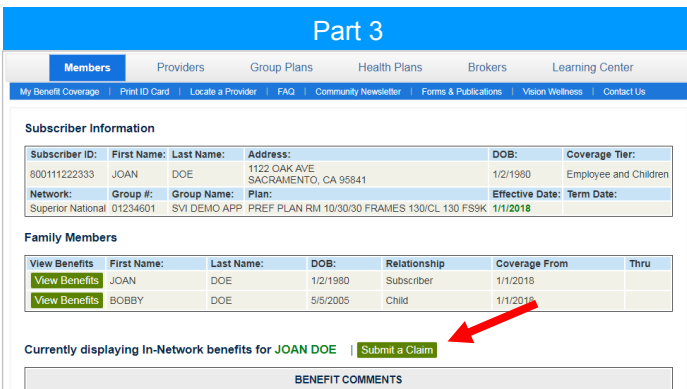 Part 3
Members Providers Group Plans Health Plans Brokers Learning Center
My Benefit Coverage | Print ID Card | Locate a Provider | FAQ | Community Newsletter | Forms & Publications | Vision Wellness | Contact Us
Subscriber Information
Subscriber ID: First Name: Last Name: Address: DOB: Coverage Tier:
800111222333 JOAN DOE 1122 OAK AVE SACRAMENTO, CA 95841 1/2/1980 Employee and Children
Network: Group #: Group Name: Plan: Effective Date: Term Date:
Superior National 01234601 SVI DEMO APP PREF PLAN RM 10/30/30 FRAMES 130/CL 130 FS9K 1/1/2018
Family Members
View Benefits First Name: Last Name: DOB: Relationship Coverage From Thru
View Benefits JOAN DOE 1/2/1980 Subscriber 1/1/2018
View Benefits BOBBY DOE 5/5/2005 Child 1/1/2018
Currently displaying In-Network benefits for JOAN DOE | Submit a Claim
BENEFIT COMMENTS